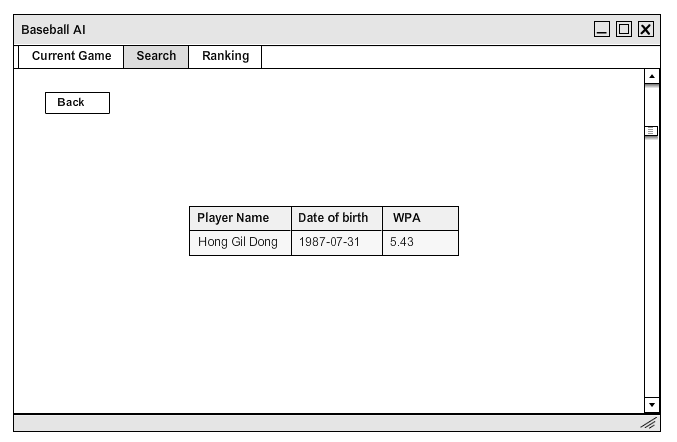 Baseball AI
Current Game Search Ranking
Back
Player Name Date of birth WPA
Hong Gil Dong 1987-07-31 5.43